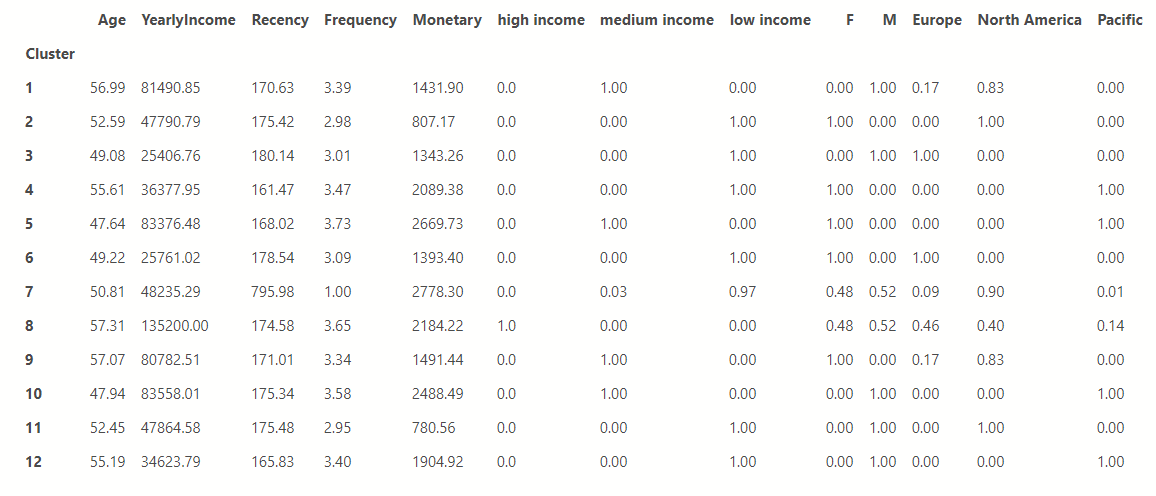 Age YearlyIncome Recency Frequency Monetary high income medium income low income F M Europe North America Pacific
Cluster
1 56.99 81490.85 170.63 3.39 1431.90 0.0 1.00 0.00 0.00 1.00 0.17 0.83 0.00
2 52.59 47790.79 175.42 2.98 807.17 0.0 0.00 1.00 1.00 0.00 0.00 1.00 0.00
3 49.08 25406.76 180.14 3.01 1343.26 0.0 0.00 1.00 0.00 1.00 1.00 0.00 0.00
4 55.61 36377.95 161.47 3.47 2089.38 0.0 0.00 1.00 1.00 0.00 0.00 0.00 1.00
5 47.64 83376.48 168.02 3.73 2669.73 0.0 1.00 0.00 1.00 0.00 0.00 0.00 1.00
6 49.22 25761.02 178.54 3.09 1393.40 0.0 0.00 1.00 1.00 0.00 1.00 0.00 0.00
7 50.81 48235.29 795.98 1.00 2778.30 0.0 0.03 0.97 0.48 0.52 0.09 0.90 0.01
8 57.31 135200.00 174.58 3.65 2184.22 1.0 0.00 0.00 0.48 0.52 0.46 0.40 0.14
9 57.07 80782.51 171.01 3.34 1491.44 0.0 1.00 0.00 1.00 0.00 0.17 0.83 0.00
10 47.94 83558.01 175.34 3.58 2488.49 0.0 1.00 0.00 0.00 1.00 0.00 0.00 1.00
11 52.45 47864.58 175.48 2.95 780.56 0.0 0.00 1.00 0.00 1.00 0.00 1.00 0.00
12 55.19 34623.79 165.83 3.40 1904.92 0.0 0.00 1.00 0.00 1.00 0.00 0.00 1.00